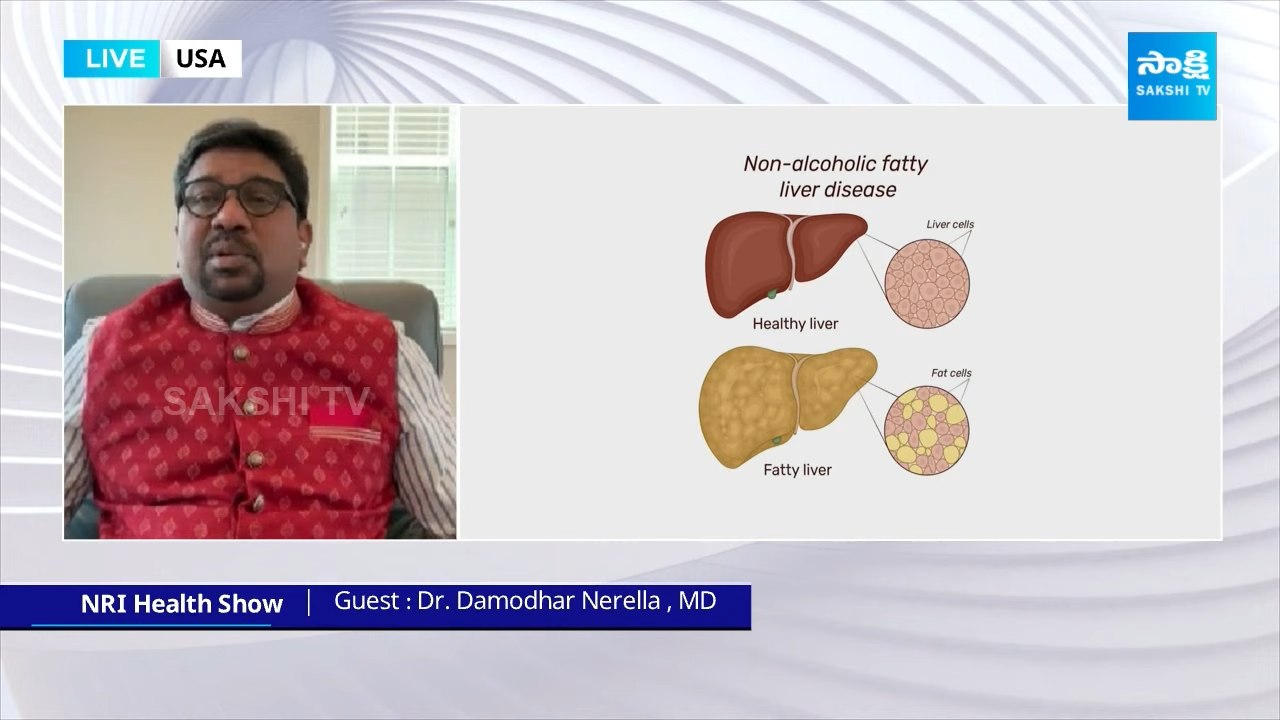 LIVE USA
సాక్షి
SAKSHI TV
Non-alcoholic fatty
liver disease
Liver cells
Healthy liver
Fat cells
Fatty liver
SAKSHI TV
NRI Health Show | Guest : Dr. Damodhar Nerella , MD